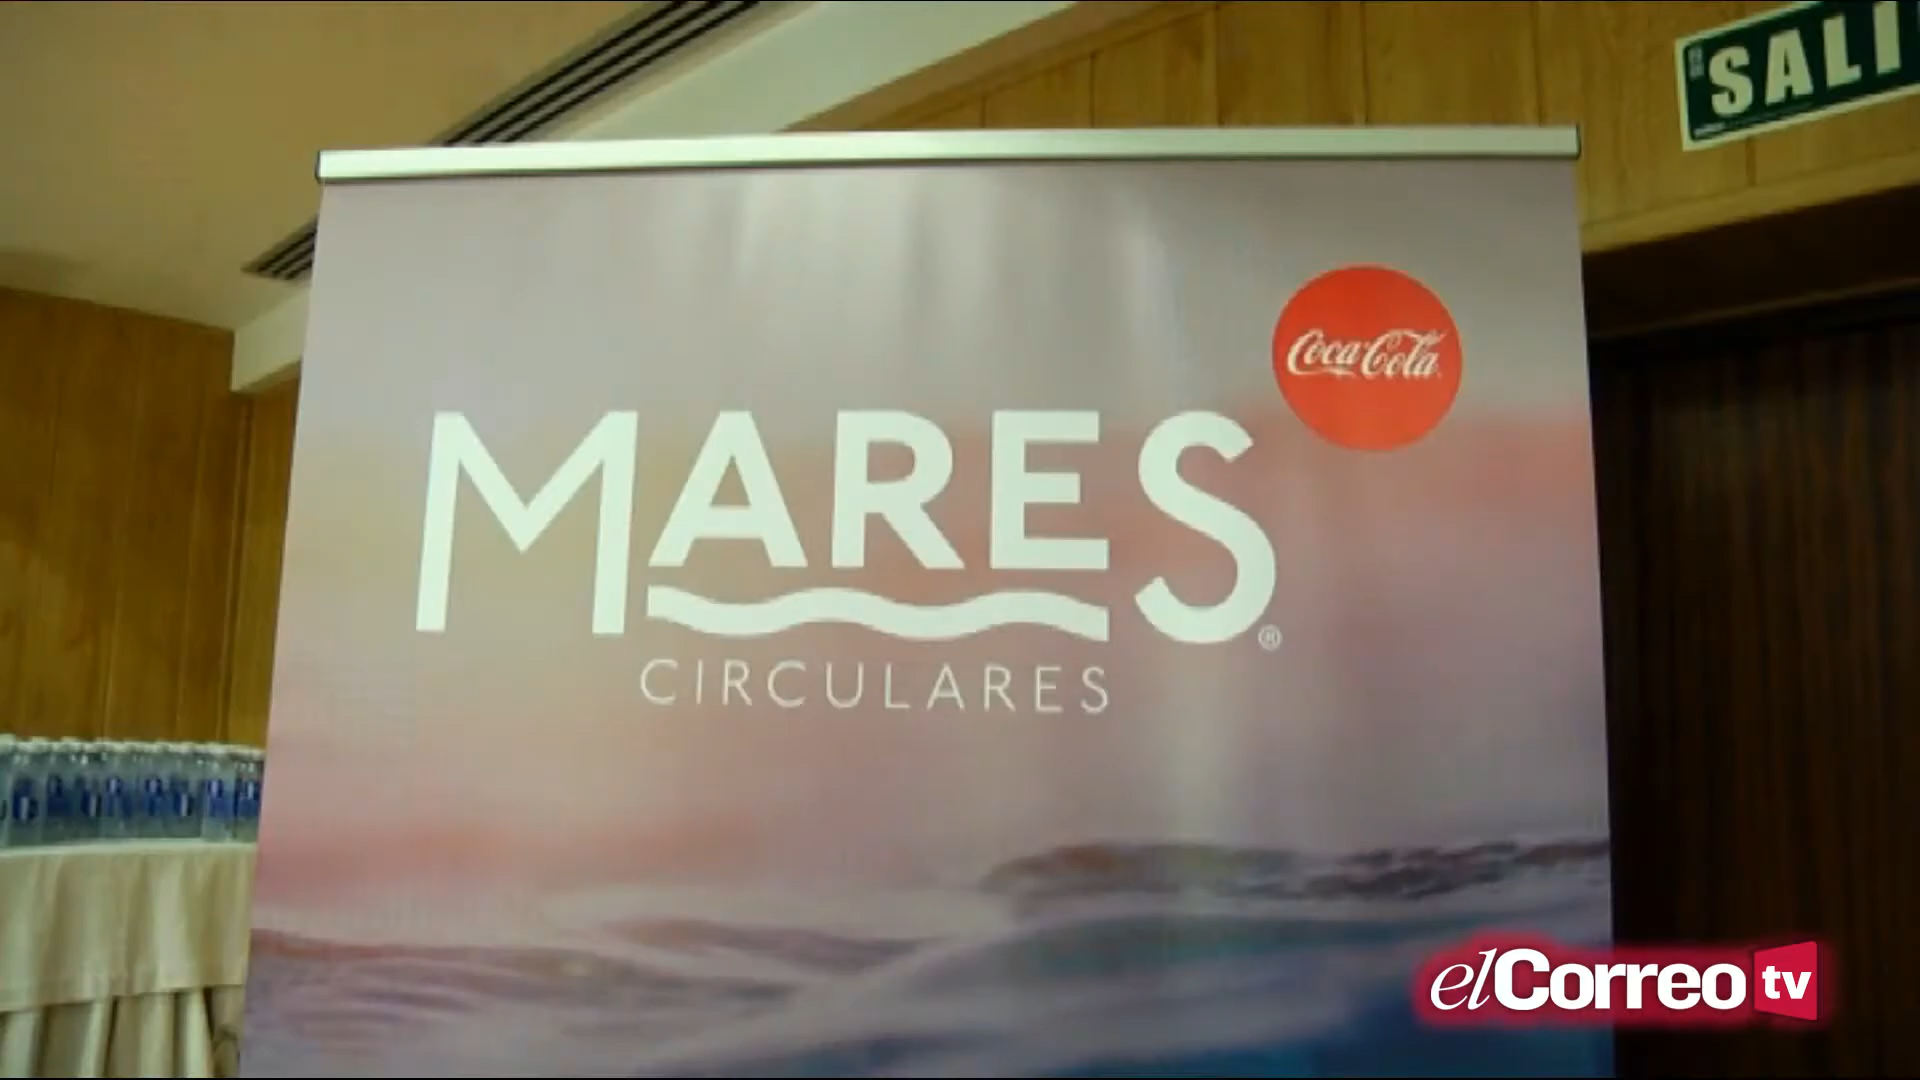 SALI
Coca-Cola
MARES®
CIRCULARES
elCorreo tv